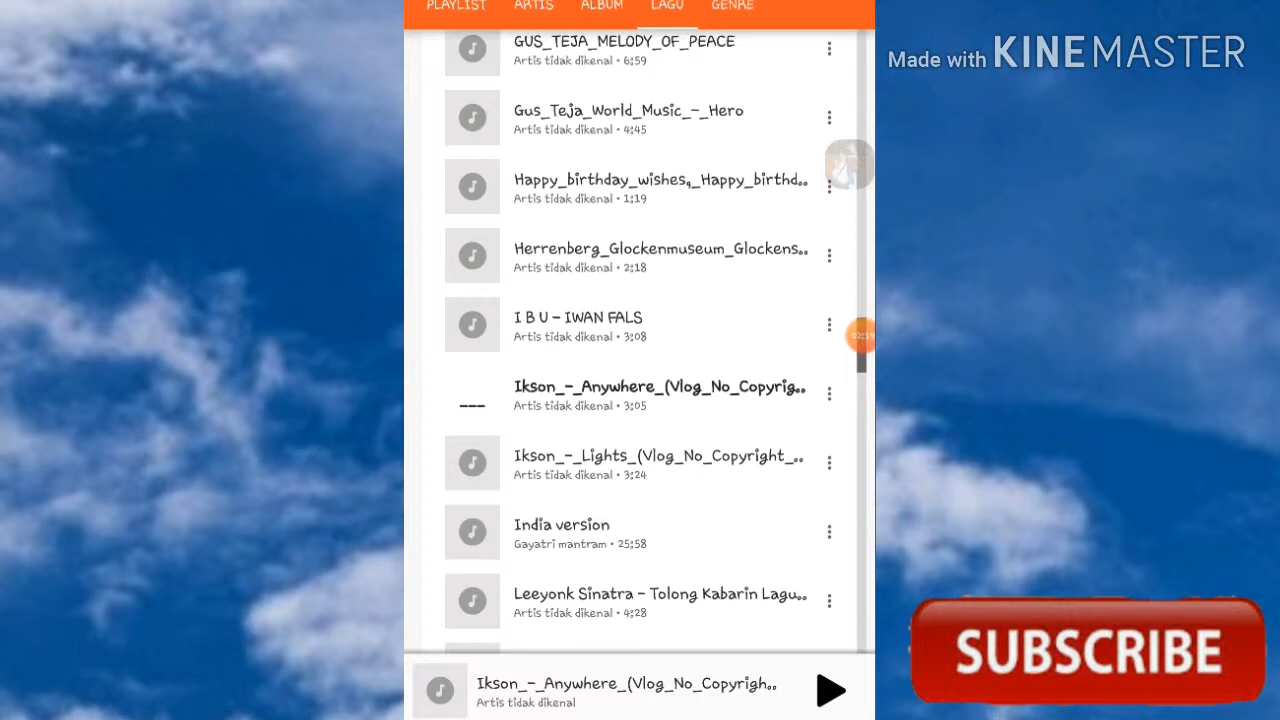 PLAYLIST ARTIS ALBUM LAGU GENRE
Made with KINEMASTER
GUS_TEJA_MELODY_OF_PEACE
Artis tidak dikenal • 6:59
Gus_Teja_World_Music_-_Hero
Artis tidak dikenal • 4:45
Happy_birthday_wishes,_Happy_birthd..
Artis tidak dikenal • 1:19
Herrenberg_Glockenmuseum_Glockens..
Artis tidak dikenal • 2:18
I B U - IWAN FALS
Artis tidak dikenal • 3:08
Ikson_-_Anywhere_(Vlog_No_Copyrig..
Artis tidak dikenal • 3:05
Ikson_-_Lights_(Vlog_No_Copyright_..
Artis tidak dikenal • 3:24
India version
Gayatri mantram • 25:58
Leeyonk Sinatra - Tolong Kabarin Lagu..
Artis tidak dikenal • 4:28
Ikson_-_Anywhere_(Vlog_No_Copyrigh..
Artis tidak dikenal
SUBSCRIBE